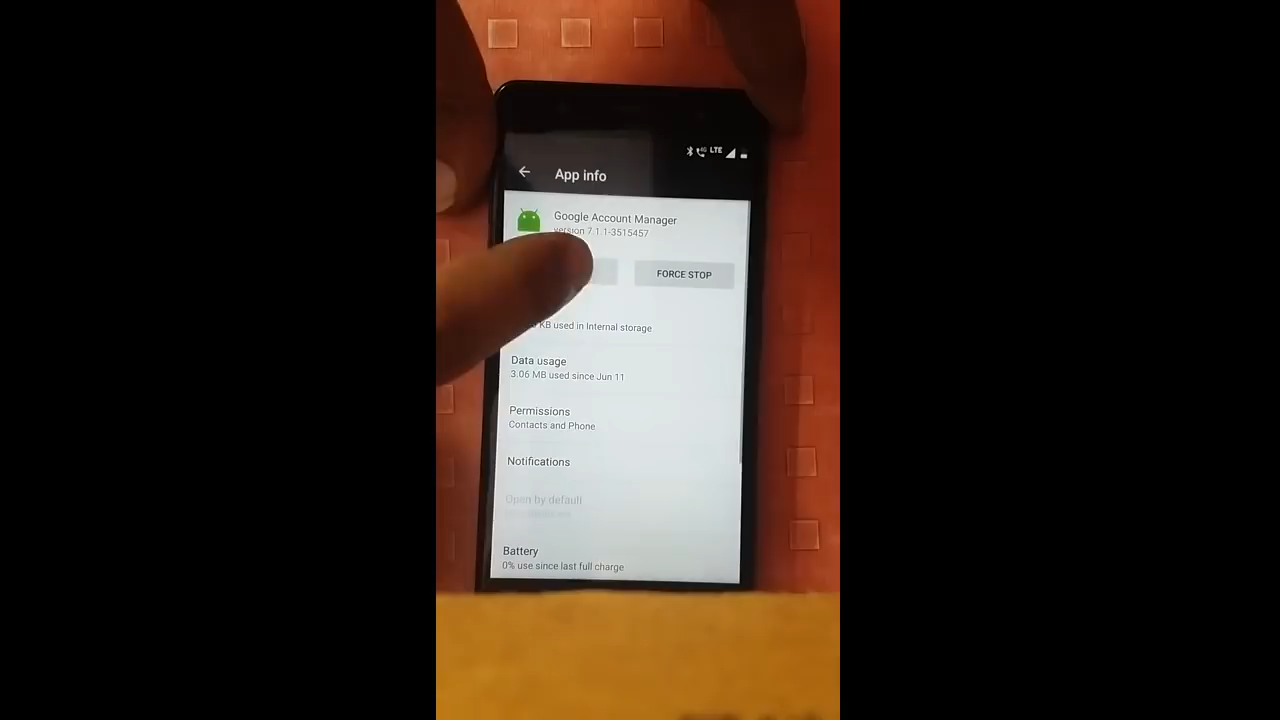 LTE
App info
Google Account Manager
version 7.1.1-3515457
FORCE STOP
KB used in Internal storage
Data usage
3.06 MB used since Jun 11
Permissions
Contacts and Phone
Notifications
Open by default
Battery
0% use since last full charge